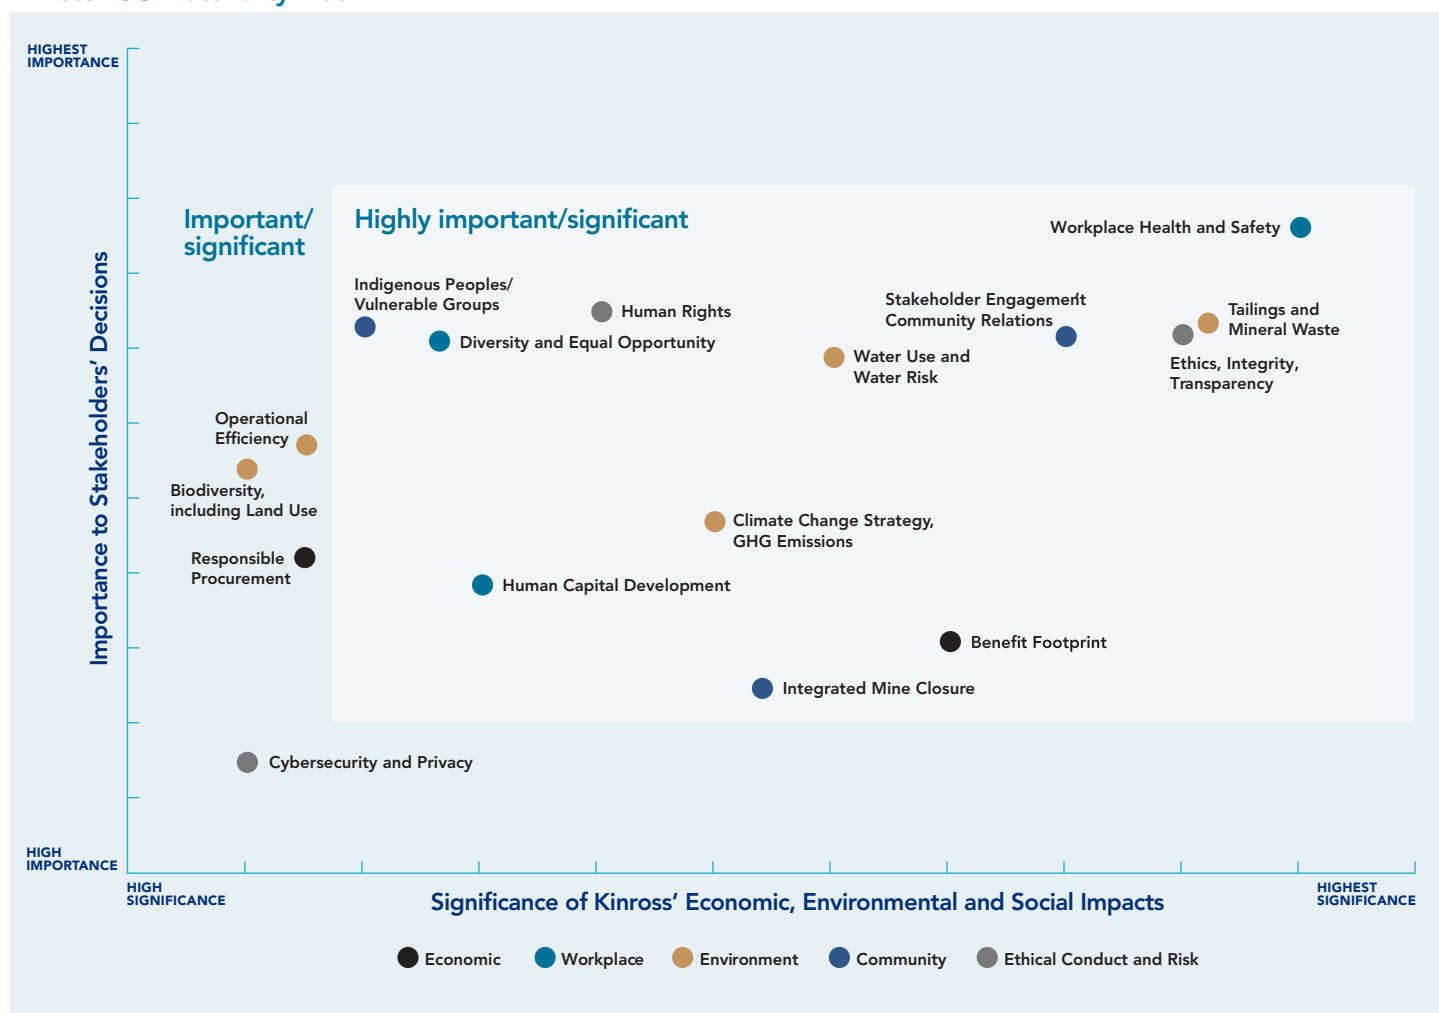 HIGHEST
IMPORTANCE
Important/
significant
Highly important/significant
Workplace Health and Safety
Indigenous Peoples/
Vulnerable Groups
Human Rights
Stakeholder Engagement
Community Relations
Tailings and
Mineral Waste
Diversity and Equal Opportunity
Water Use and
Water Risk
Ethics, Integrity,
Transparency
Operational
Efficiency
Biodiversity,
including Land Use
Climate Change Strategy,
GHG Emissions
Responsible
Procurement
Human Capital Development
Benefit Footprint
Integrated Mine Closure
Cybersecurity and Privacy
Importance to Stakeholders' Decisions
HIGH
IMPORTANCE
HIGH
SIGNIFICANCE
Significance of Kinross' Economic, Environmental and Social Impacts
HIGHEST
SIGNIFICANCE
Economic
Workplace
Environment
Community
Ethical Conduct and Risk